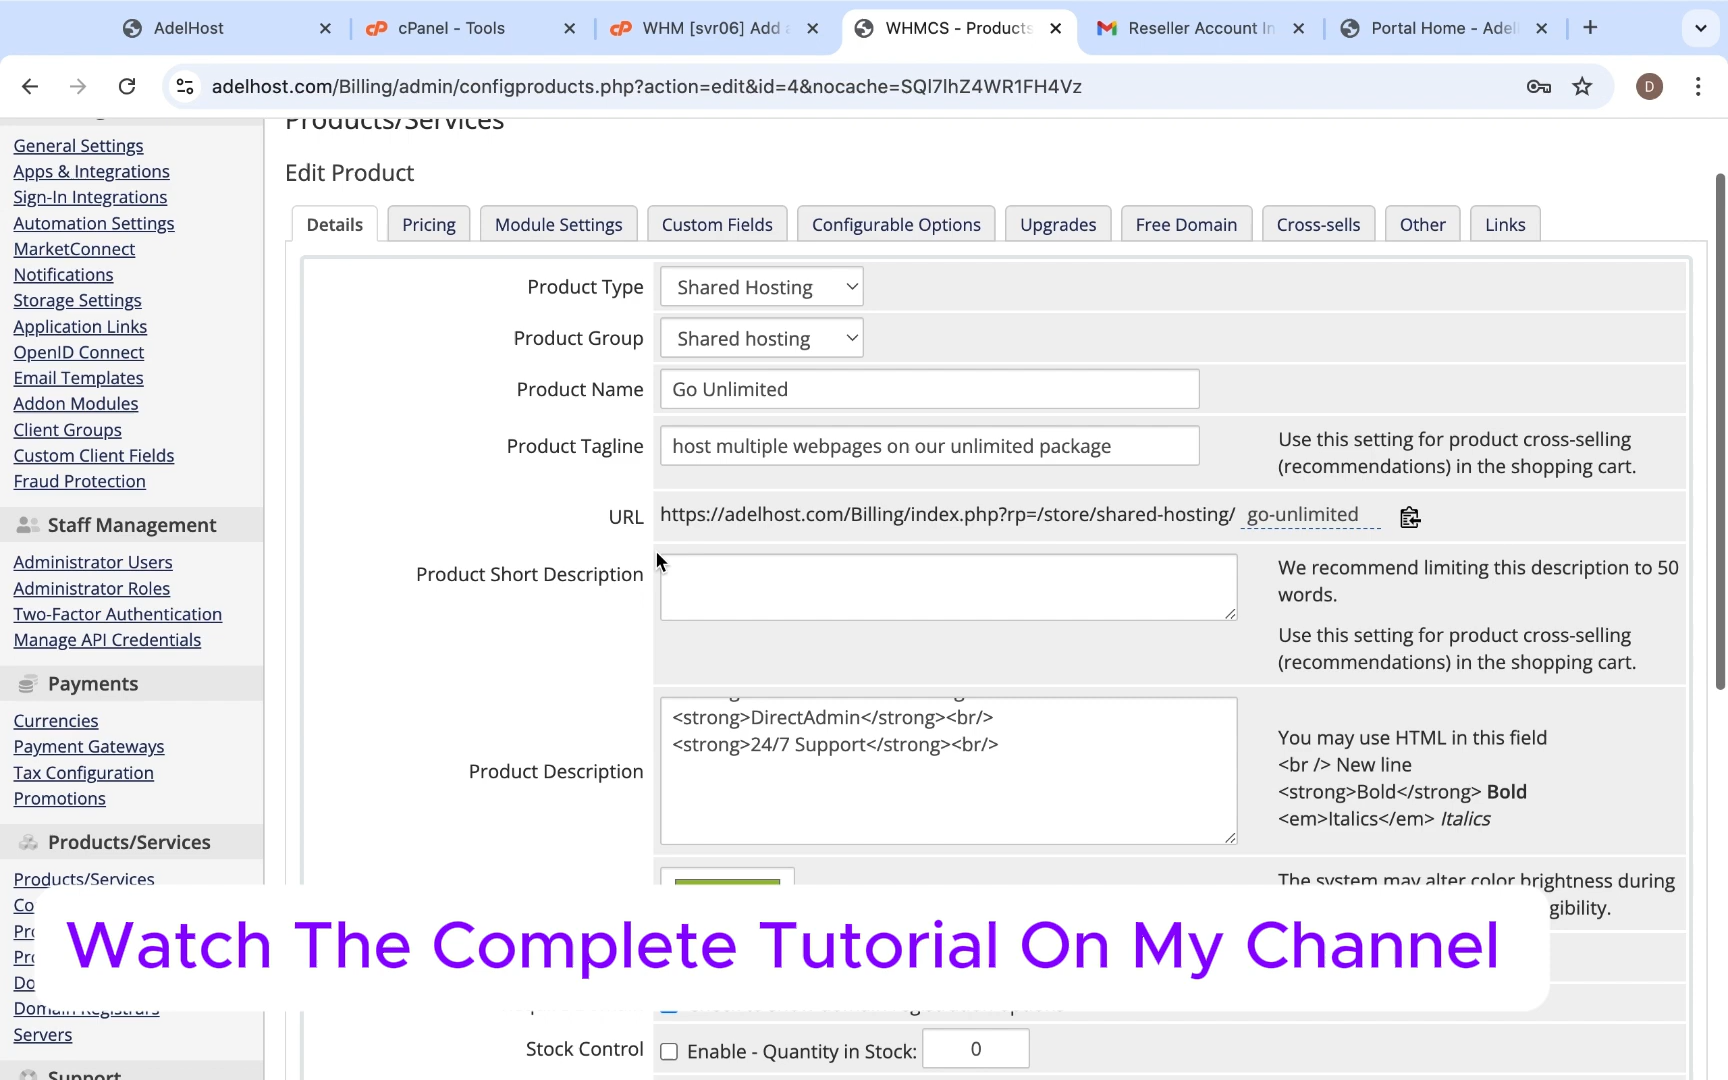 AdelHost
cPanel - Tools
WHM [svr06] Add a
WHMCS - Products
Reseller Account In
Portal Home - Adel
adelhost.com/Billing/admin/configproducts.php?action=edit&id=4&nocache=SQl7lhZ4WR1FH4Vz
D
General Settings
Apps & Integrations
Sign-In Integrations
Automation Settings
MarketConnect
Notifications
Storage Settings
Application Links
OpenID Connect
Email Templates
Addon Modules
Client Groups
Custom Client Fields
Fraud Protection
Staff Management
Administrator Users
Administrator Roles
Two-Factor Authentication
Manage API Credentials
Payments
Currencies
Payment Gateways
Tax Configuration
Promotions
Products/Services
Products/Services
Co
Pro
Pro
Do
Domain Registrars
Servers
Support
Products/Services
Edit Product
Details
Pricing
Module Settings
Custom Fields
Configurable Options
Upgrades
Free Domain
Cross-sells
Other
Links
Product Type
Shared Hosting
Product Group
Shared hosting
Product Name
Go Unlimited
Product Tagline
host multiple webpages on our unlimited package
Use this setting for product cross-selling
(recommendations) in the shopping cart.
URL
https://adelhost.com/Billing/index.php?rp=/store/shared-hosting/ go-unlimited
Product Short Description
We recommend limiting this description to 50
words.
Use this setting for product cross-selling
(recommendations) in the shopping cart.
Product Description
<strong>DirectAdmin</strong><br/>
<strong>24/7 Support</strong><br/>
You may use HTML in this field
<br /> New line
<strong>Bold</strong> Bold
<em>Italics</em> Italics
The system may alter color brightness during
gibility.
Watch The Complete Tutorial On My Channel
Stock Control
Enable - Quantity in Stock:
0